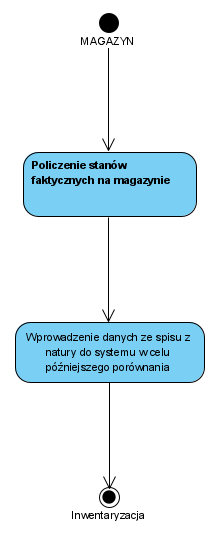 MAGAZYN
Policzenie stanów
faktycznych na magazynie
Wprowadzenie danych ze spisu z
natury do systemu w celu
późniejszego porównania
Inwentaryzacja